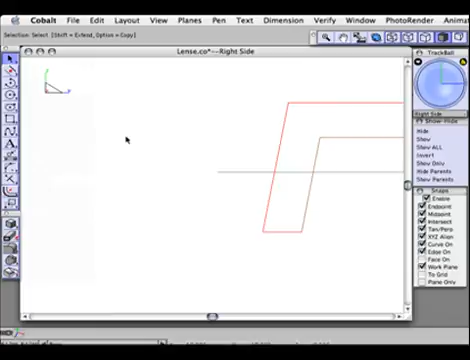 Cobalt File Edit Layout View Planes Pen Text Dimension Verify Window PhotoRender Anima
Selection: Select [Shift = Extend, Option = Copy]
Lense.co*--Right Side
TrackBall
Right Side
Show-Hide
Hide
Show
Show ALL
Invert
Show Only
Hide Parents
Show Parents
Snaps
Enable
Endpoint
Midpoint
Intersect
Tan/Perp
XYZ Align
Curve On
Edge On
Face On
Work Plane
To Grid
Plane Only